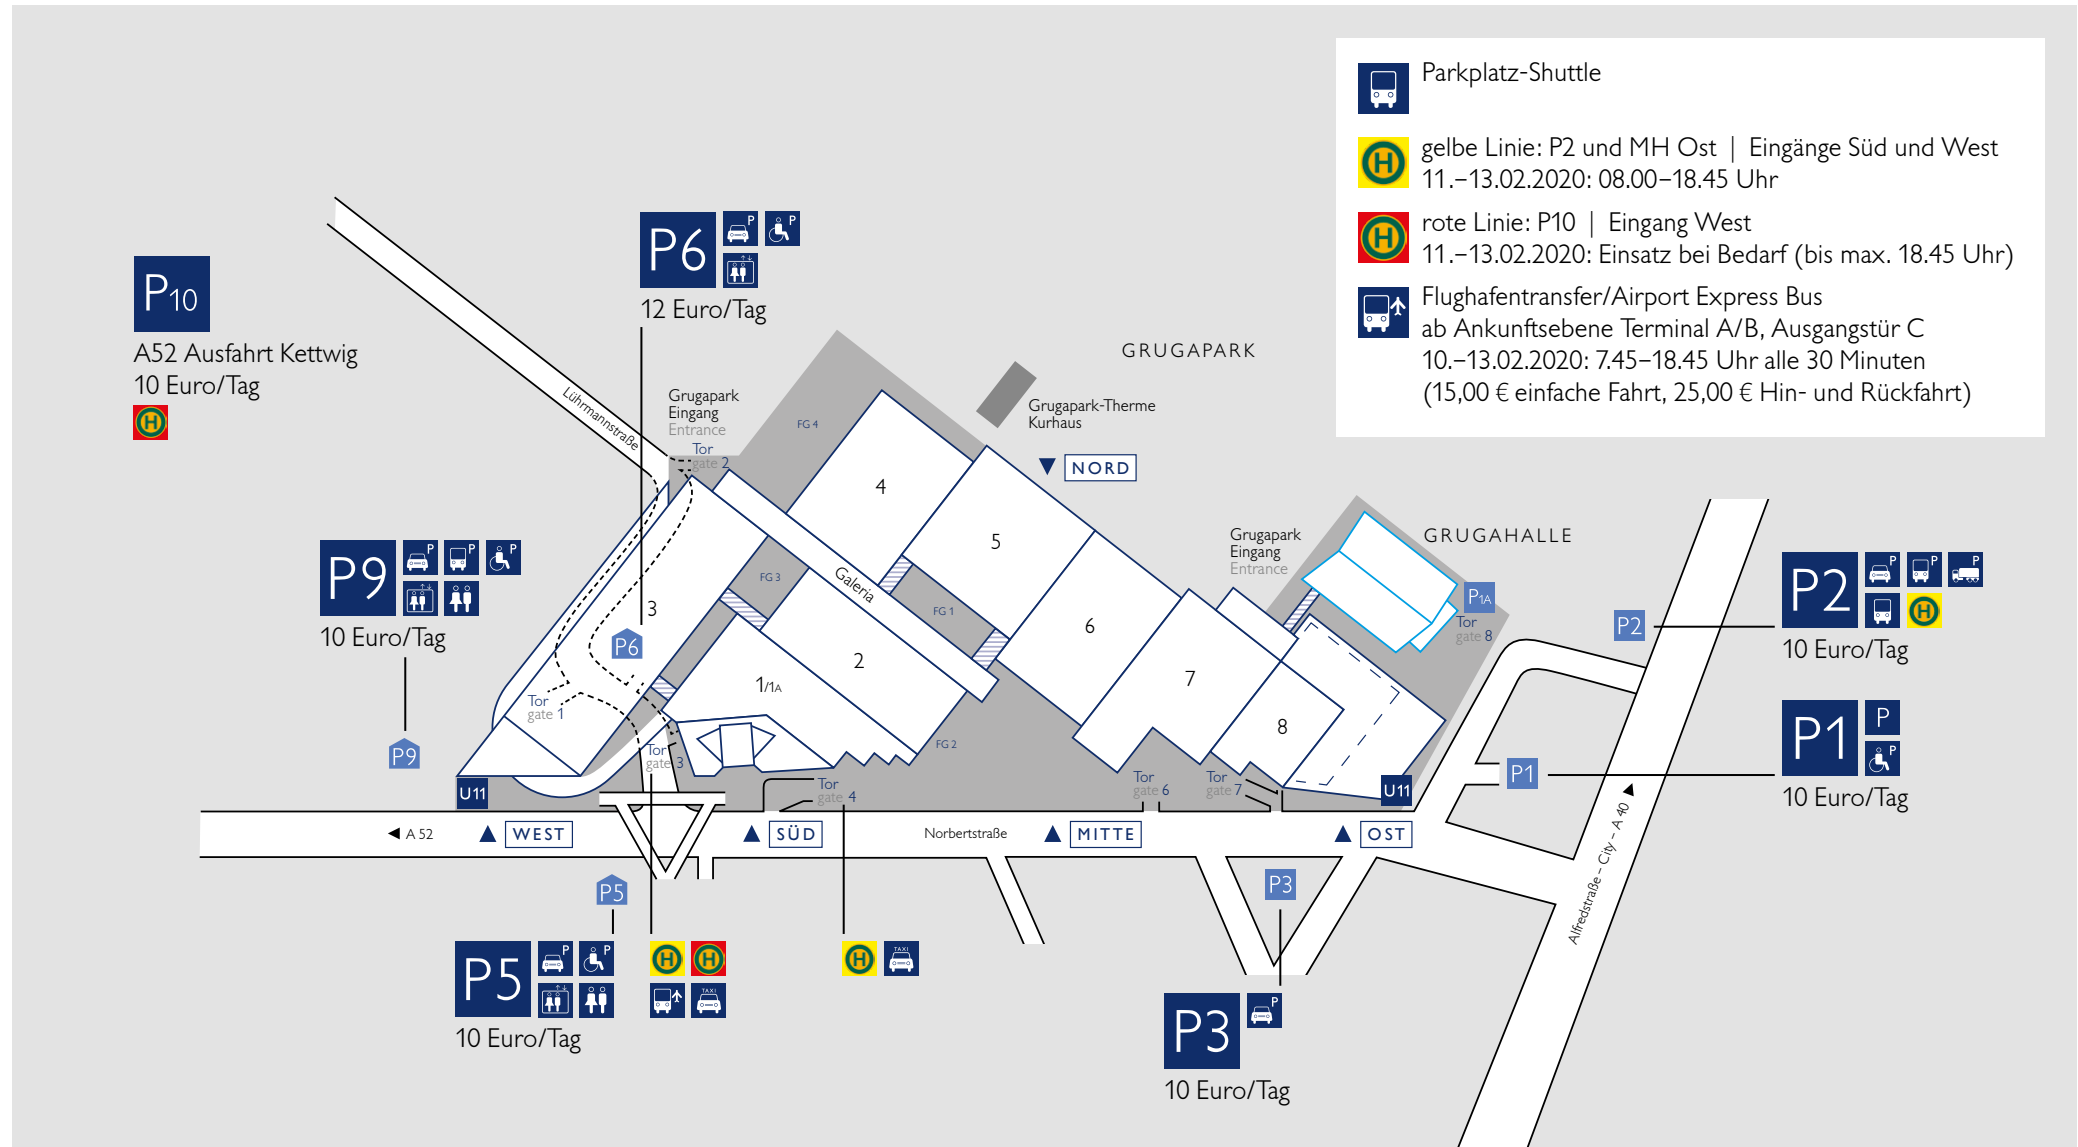 Parkplatz-Shuttle
gelbe Linie: P2 und MH Ost | Eingänge Süd und West
11.–13.02.2020: 08.00–18.45 Uhr
rote Linie: P10 | Eingang West
11.–13.02.2020: Einsatz bei Bedarf (bis max. 18.45 Uhr)
Flughafentransfer/Airport Express Bus
ab Ankunftsebene Terminal A/B, Ausgangstür C
10.–13.02.2020: 7.45–18.45 Uhr alle 30 Minuten
(15,00 € einfache Fahrt, 25,00 € Hin- und Rückfahrt)
H
H
P10
A52 Ausfahrt Kettwig
10 Euro/Tag
H
P6
P
P
12 Euro/Tag
Lührmannstraße
Grugapark
Eingang
Entrance
Tor
gate 2
FG 4
GRUGAPARK
Grugapark-Therme
Kurhaus
NORD
4
5
6
7
8
3
2
1/1A
Galeria
FG 3
FG 1
FG 2
P6
Grugapark
Eingang
Entrance
GRUGAHALLE
P1A
Tor
gate 8
P9
P
P
P
10 Euro/Tag
P9
Tor
gate 1
Tor
gate 3
Tor
gate 4
Tor
gate 6
Tor
gate 7
U11
U11
P2
P2
P
P
H
10 Euro/Tag
P1
P1
P
10 Euro/Tag
A 52
WEST
SÜD
Norbertstraße
MITTE
OST
Alfredstraße – City – A 40
P5
P5
P
P
10 Euro/Tag
H
H
TAXI
H
TAXI
P3
P3
P
10 Euro/Tag